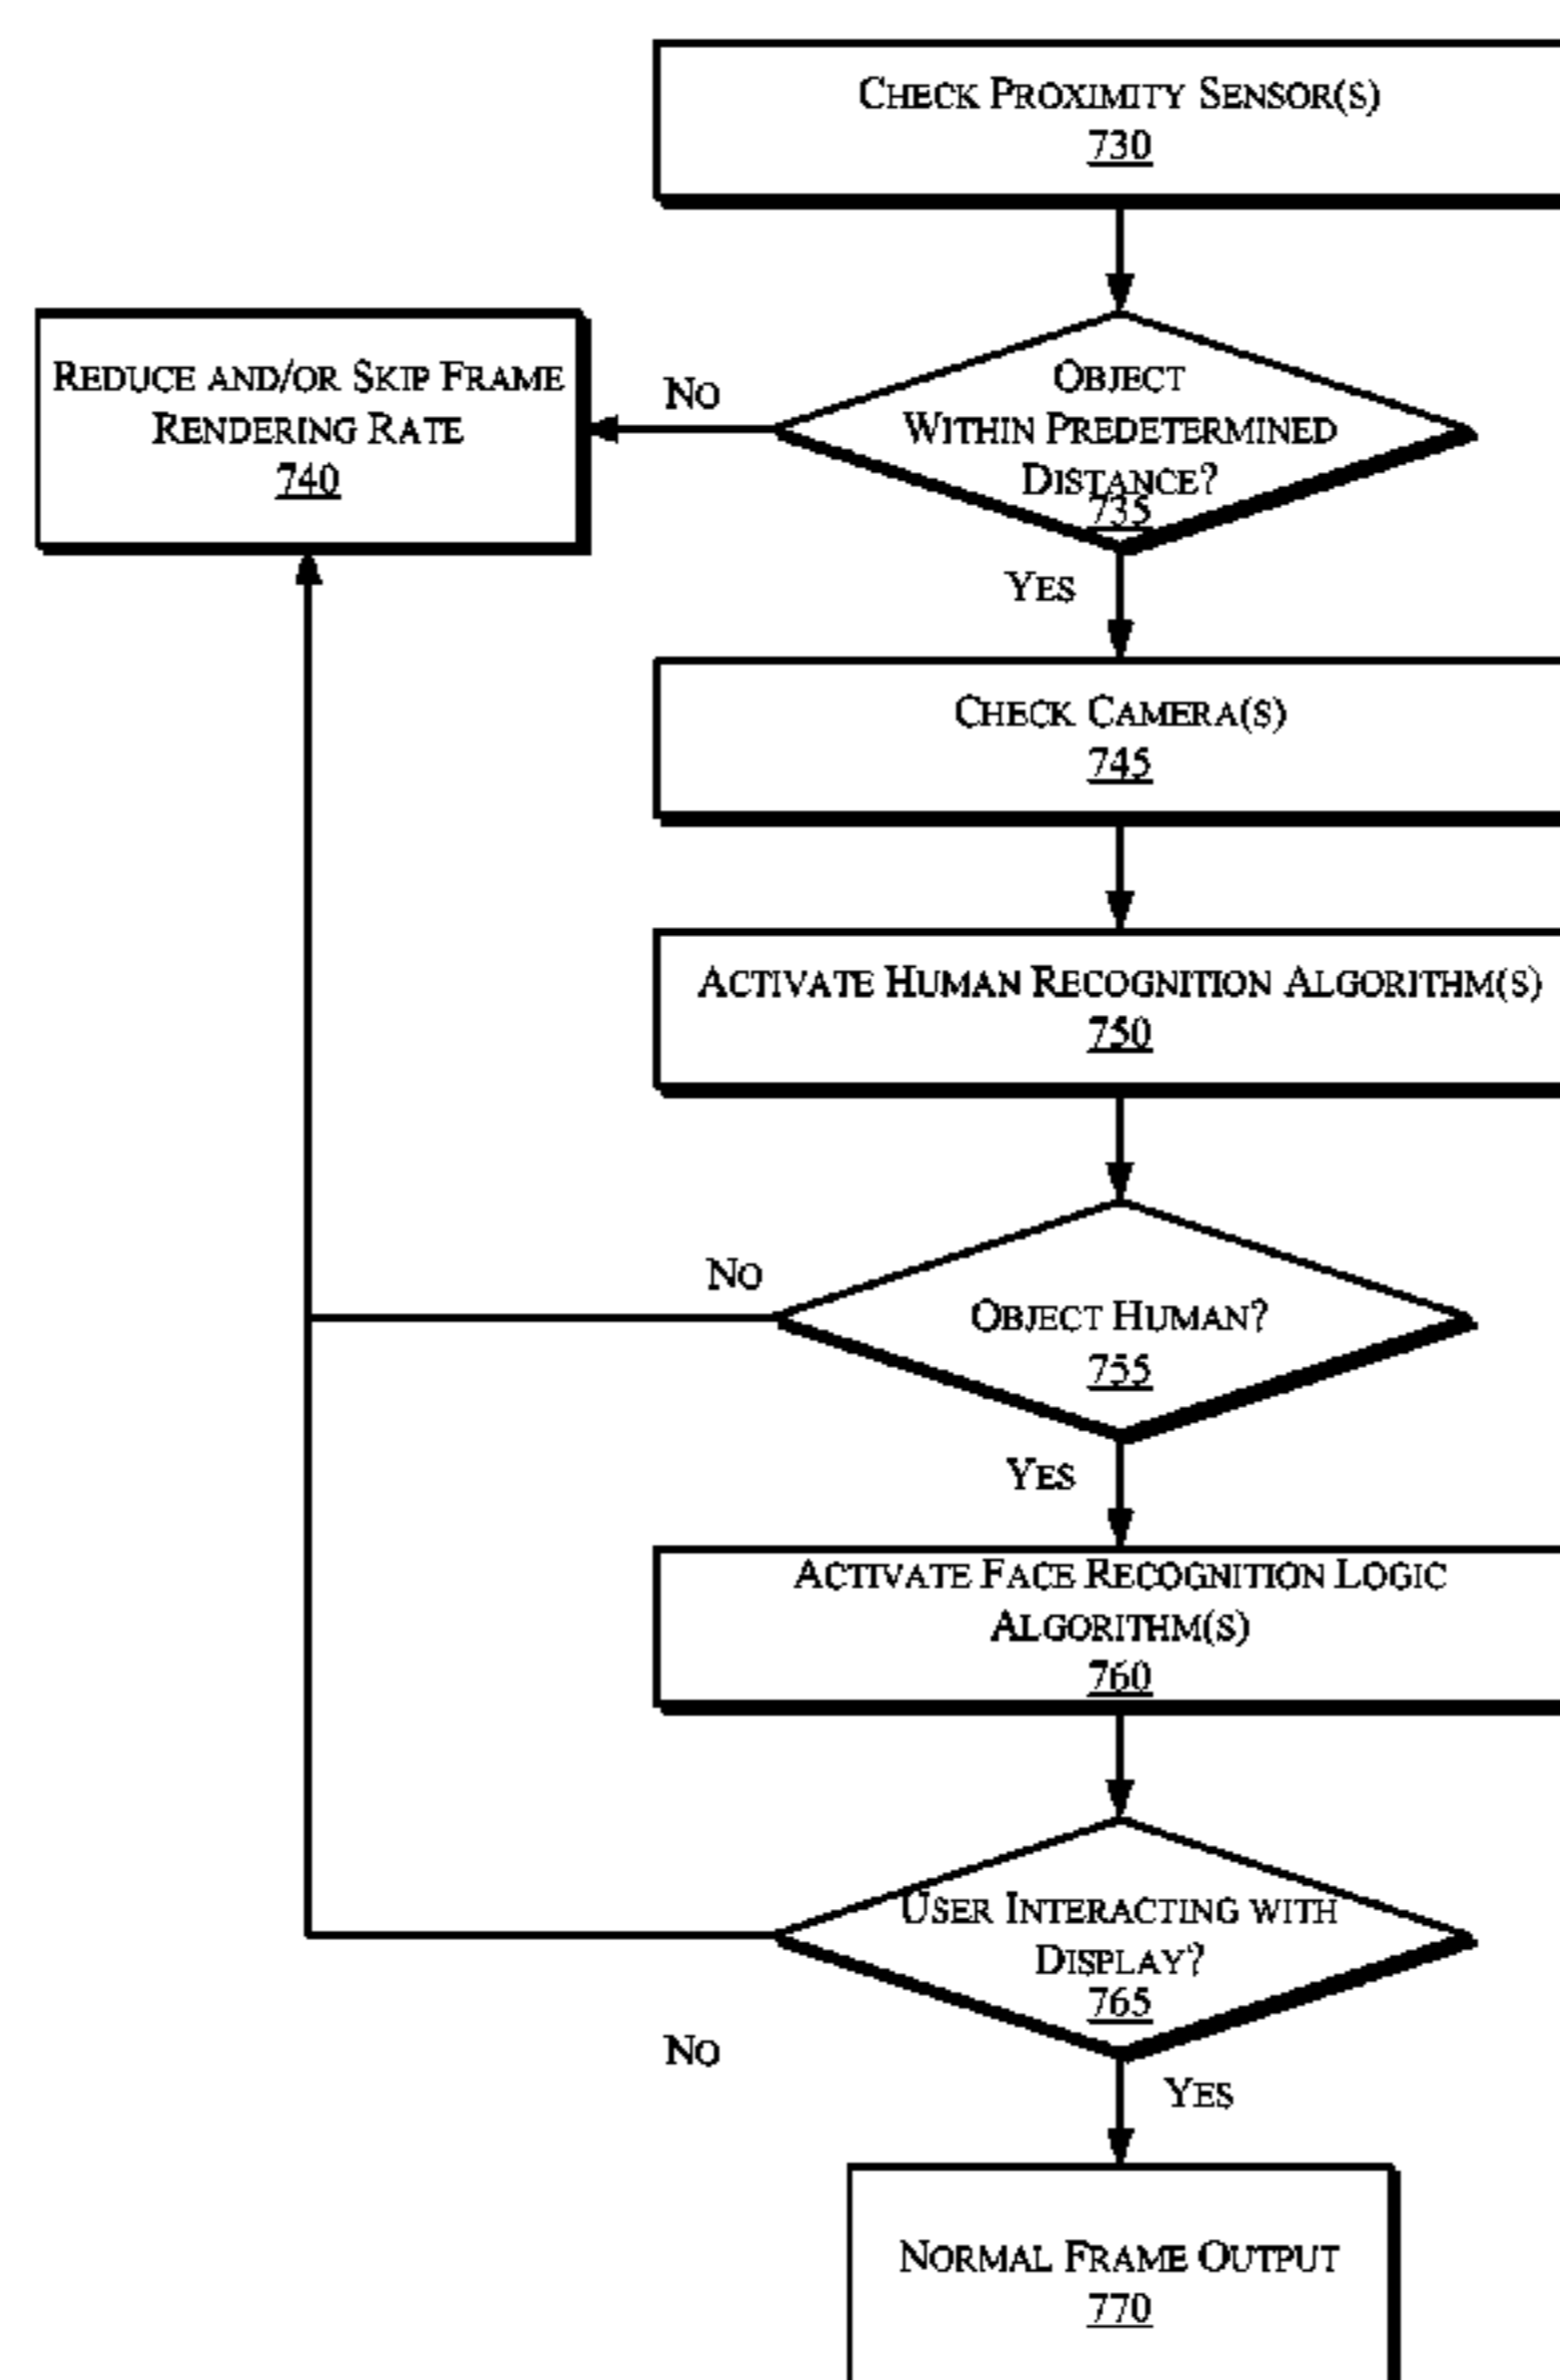 CHECK PROXIMITY SENSOR(S)
730
REDUCE AND/OR SKIP FRAME
RENDERING RATE
740
NO
OBJECT
WITHIN PREDETERMINED
DISTANCE?
735
YES
CHECK CAMERA(S)
745
ACTIVATE HUMAN RECOGNITION ALGORITHM(S)
750
NO
OBJECT HUMAN?
755
YES
ACTIVATE FACE RECOGNITION LOGIC
ALGORITHM(S)
760
USER INTERACTING WITH
DISPLAY?
765
NO
YES
NORMAL FRAME OUTPUT
770